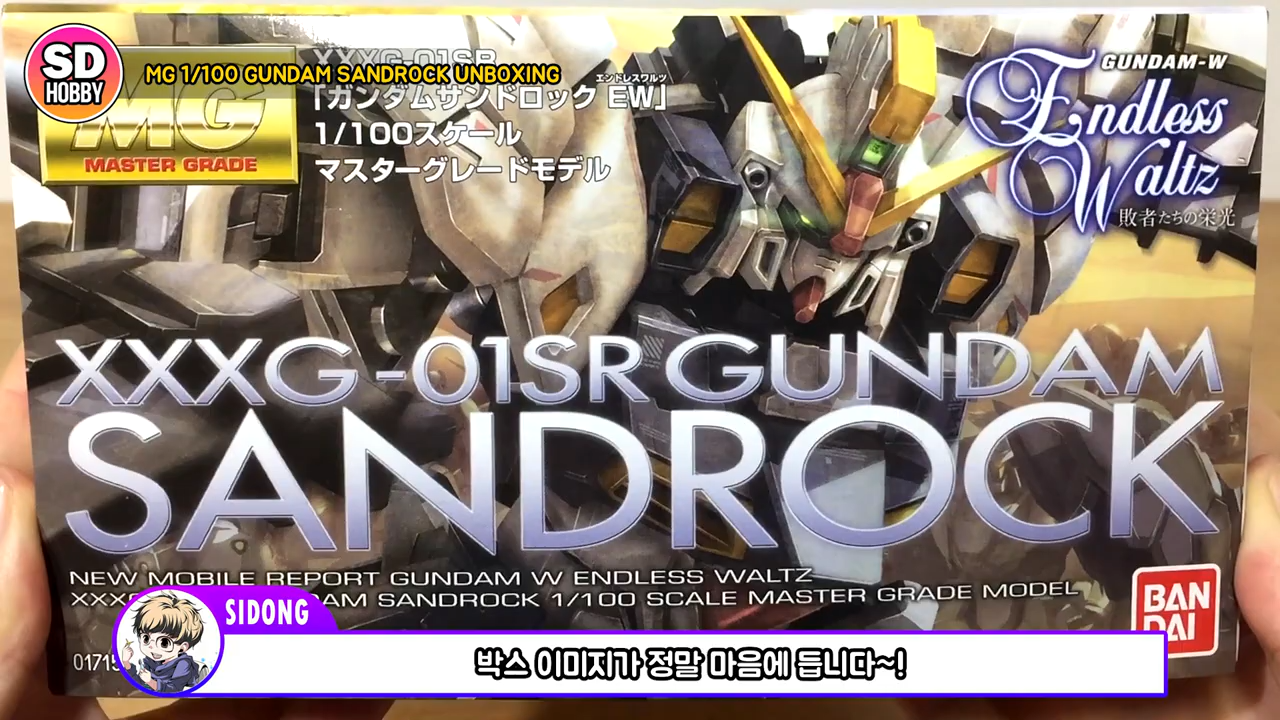 SD
HOBBY
MG 1/100 GUNDAM SANDROCK UNBOXING
MG
MASTER GRADE
XXXG-01SR
エンドレスワルツ
「ガンダムサンドロック EW」
1/100スケール
マスターグレードモデル
GUNDAM-W
Endless
Waltz
敗者たちの栄光
XXXG-01SR GUNDAM
SANDROCK
NEW MOBILE REPORT GUNDAM W ENDLESS WALTZ
SANDROCK 1/100 SCALE MASTER GRADE MODEL
BAN
DAI
SIDONG
박스 이미지가 정말 마음에 듭니다~!